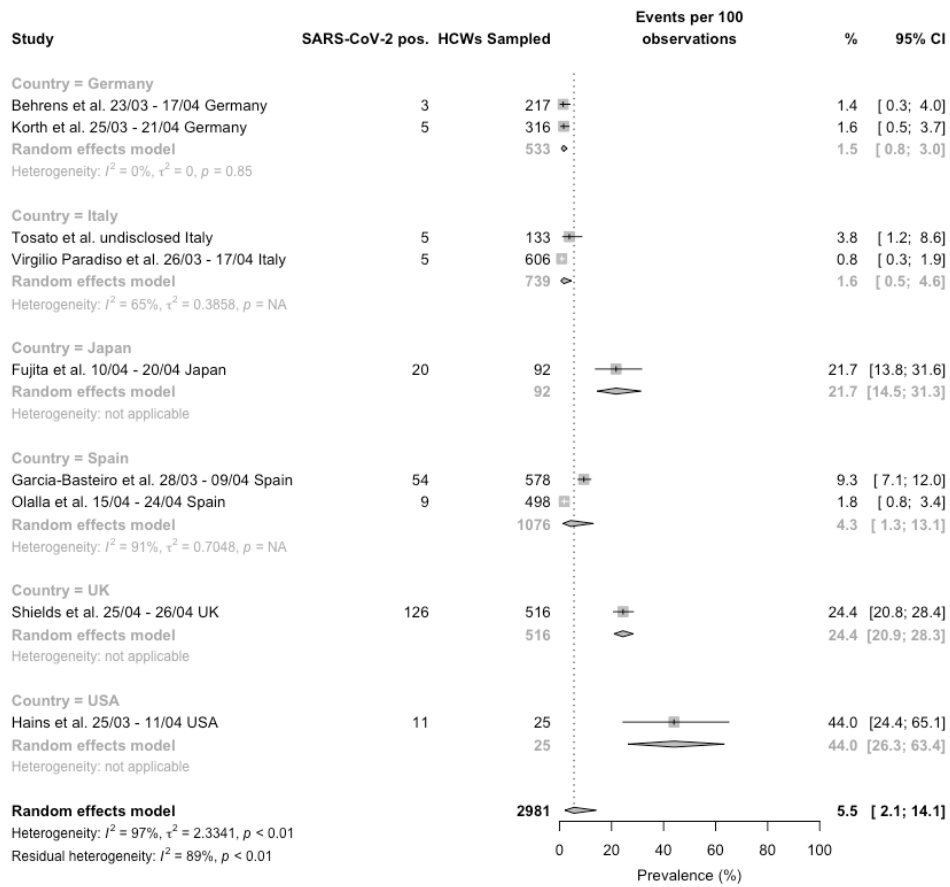 Events per 100
Study SARS-CoV-2 pos. HCWs Sampled observations % 95% CI
Country = Germany
Behrens et al. 23/03 - 17/04 Germany 3 217 1.4 [ 0.3; 4.0]
Korth et al. 25/03 - 21/04 Germany 5 316 1.6 [ 0.5; 3.7]
Random effects model 533 1.5 [ 0.8; 3.0]
Heterogeneity: I² = 0%, τ² = 0, p = 0.85
Country = Italy
Tosato et al. undisclosed Italy 5 133 3.8 [ 1.2; 8.6]
Virgilio Paradiso et al. 26/03 - 17/04 Italy 5 606 0.8 [ 0.3; 1.9]
Random effects model 739 1.6 [ 0.5; 4.6]
Heterogeneity: I² = 65%, τ² = 0.3858, p = NA
Country = Japan
Fujita et al. 10/04 - 20/04 Japan 20 92 21.7 [13.8; 31.6]
Random effects model 92 21.7 [14.5; 31.3]
Heterogeneity: not applicable
Country = Spain
Garcia-Basteiro et al. 28/03 - 09/04 Spain 54 578 9.3 [ 7.1; 12.0]
Olalla et al. 15/04 - 24/04 Spain 9 498 1.8 [ 0.8; 3.4]
Random effects model 1076 4.3 [ 1.3; 13.1]
Heterogeneity: I² = 91%, τ² = 0.7048, p = NA
Country = UK
Shields et al. 25/04 - 26/04 UK 126 516 24.4 [20.8; 28.4]
Random effects model 516 24.4 [20.9; 28.3]
Heterogeneity: not applicable
Country = USA
Hains et al. 25/03 - 11/04 USA 11 25 44.0 [24.4; 65.1]
Random effects model 25 44.0 [26.3; 63.4]
Heterogeneity: not applicable
Random effects model 2981 5.5 [ 2.1; 14.1]
Heterogeneity: I² = 97%, τ² = 2.3341, p < 0.01
Residual heterogeneity: I² = 89%, p < 0.01
0 20 40 60 80 100
Prevalence (%)